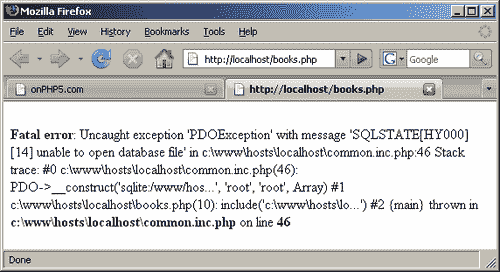 Mozilla Firefox
File Edit View History Bookmarks Tools Help
http://localhost/books.php
G Google
onPHP5.com
http://localhost/books.php
Fatal error: Uncaught exception 'PDOException' with message 'SQLSTATE[HY000]
[14] unable to open database file' in c:\www\hosts\localhost\common.inc.php:46 Stack
trace: #0 c:\www\hosts\localhost\common.inc.php(46):
PDO->__construct('sqlite:/www/hos...', 'root', 'root', Array) #1
c:\www\hosts\localhost\books.php(10): include('c:\www\hosts\lo...') #2 {main} thrown in
c:\www\hosts\localhost\common.inc.php on line 46
Done